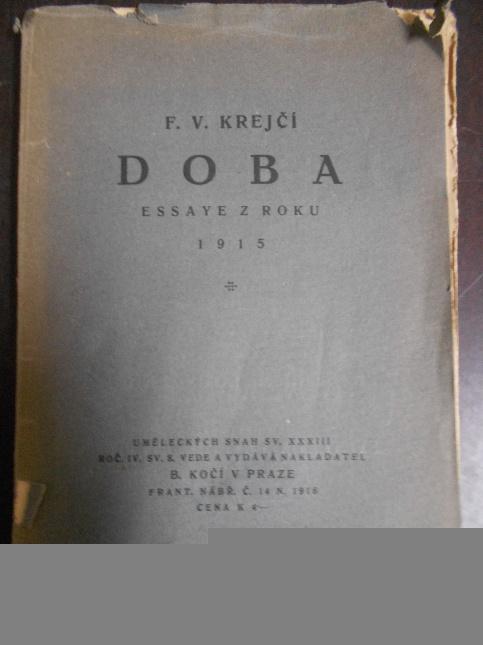 F. V. KREJČÍ
DOBA
ESSAYE Z ROKU
1915
UMĚLECKÝCH SNAH SV. XXXIII
ROČ. IV. SV. 8. VEDE A VYDÁVÁ NAKLADATEL
B. KOČÍ V PRAZE
FRANT. NÁBŘ. Č. 14 N. 1916
CENA K 4—